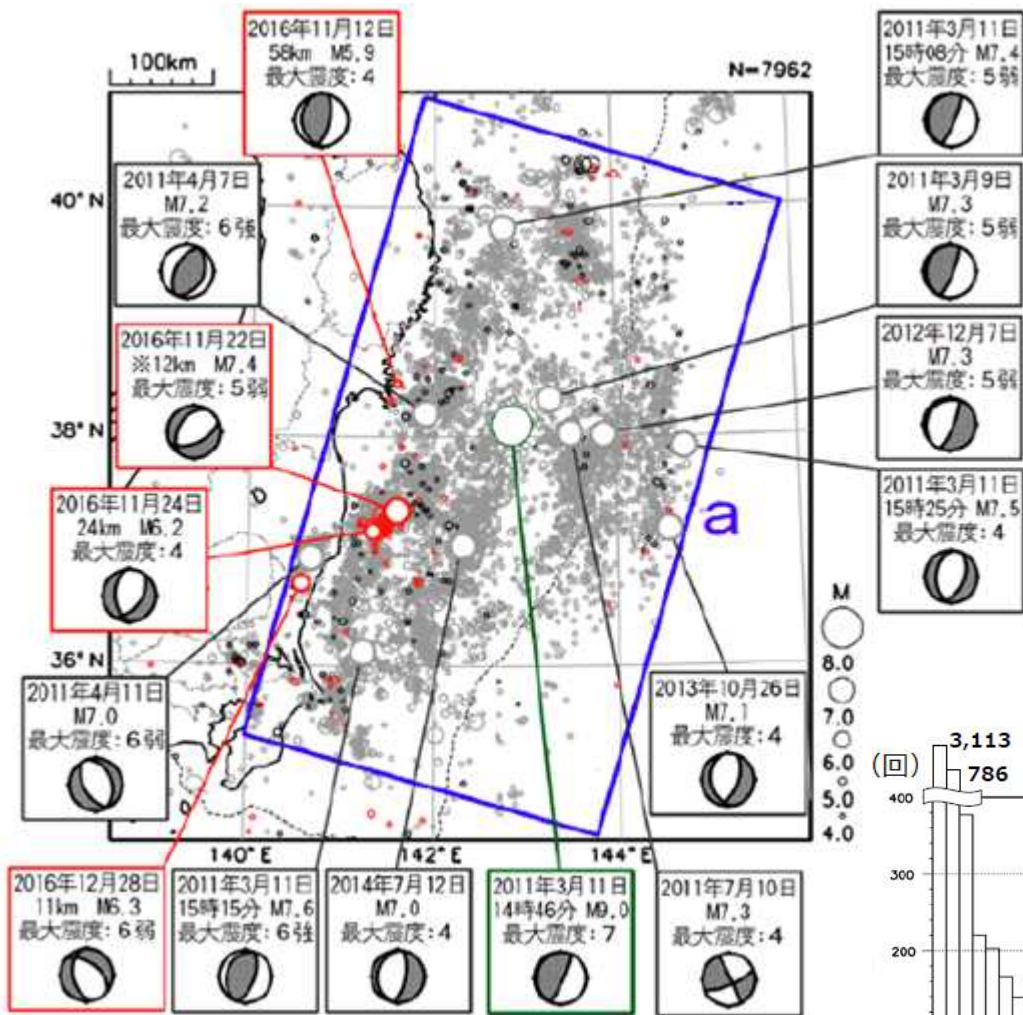 2016年11月12日
58km M5.9
最大震度:4
100km
N=7962
2011年3月11日
15時08分 M7.4
最大震度:5弱
2011年4月7日
M7.2
最大震度:6強
40°N
2011年3月9日
M7.3
最大震度:5弱
2016年11月22日
※12km M7.4
最大震度:5弱
2012年12月7日
M7.3
最大震度:5弱
38°N
2016年11月24日
24km M6.2
最大震度:4
a
2011年3月11日
15時25分 M7.5
最大震度:4
M
8.0
7.0
6.0
5.0
4.0
36°N
2011年4月11日
M7.0
最大震度:6弱
2013年10月26日
M7.1
最大震度:4
140°E
142°E
144°E
(回)
3,113
786
400
300
200
2016年12月28日
11km M6.3
最大震度:6弱
2011年3月11日
15時15分 M7.6
最大震度:6強
2014年7月12日
M7.0
最大震度:4
2011年3月11日
14時46分 M9.0
最大震度:7
2011年7月10日
M7.3
最大震度:4